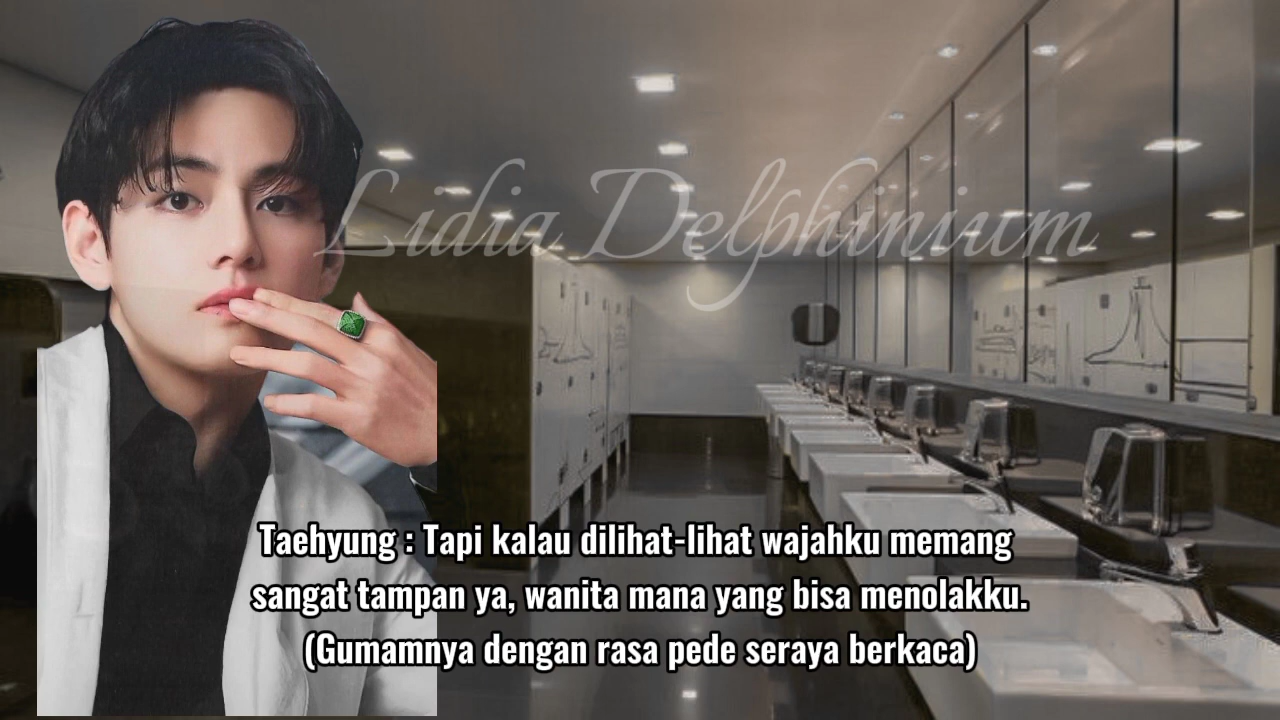 Lidia Delphinium
Taehyung : Tapi kalau dilihat-lihat wajahku memang
sangat tampan ya, wanita mana yang bisa menolakku.
(Gumamnya dengan rasa pede seraya berkaca)